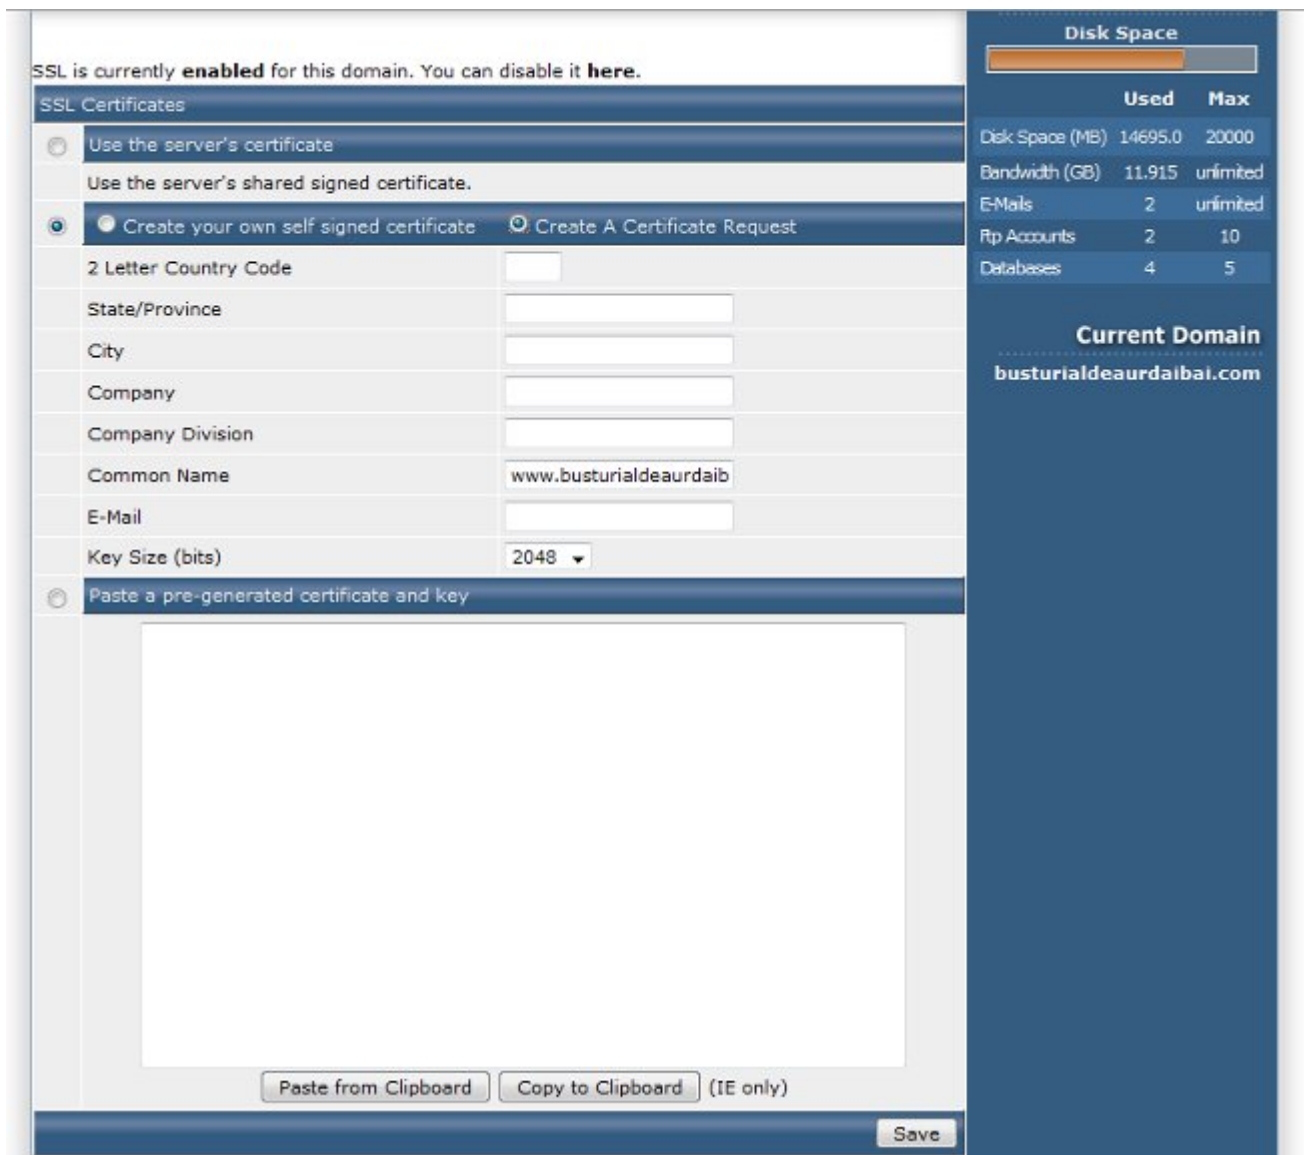 SSL is currently enabled for this domain. You can disable it here.
SSL Certificates
Use the server's certificate
Use the server's shared signed certificate.
Create your own self signed certificate Create A Certificate Request
2 Letter Country Code
State/Province
City
Company
Company Division
Common Name www.busturialdeaurdaib
E-Mail
Key Size (bits) 2048
Paste a pre-generated certificate and key
Paste from Clipboard Copy to Clipboard (IE only)
Save
Disk Space
Used Max
Disk Space (MB) 14695.0 20000
Bandwidth (GB) 11.915 unlimited
E-Mails 2 unlimited
Ftp Accounts 2 10
Databases 4 5
Current Domain
busturialdeaurdaibai.com